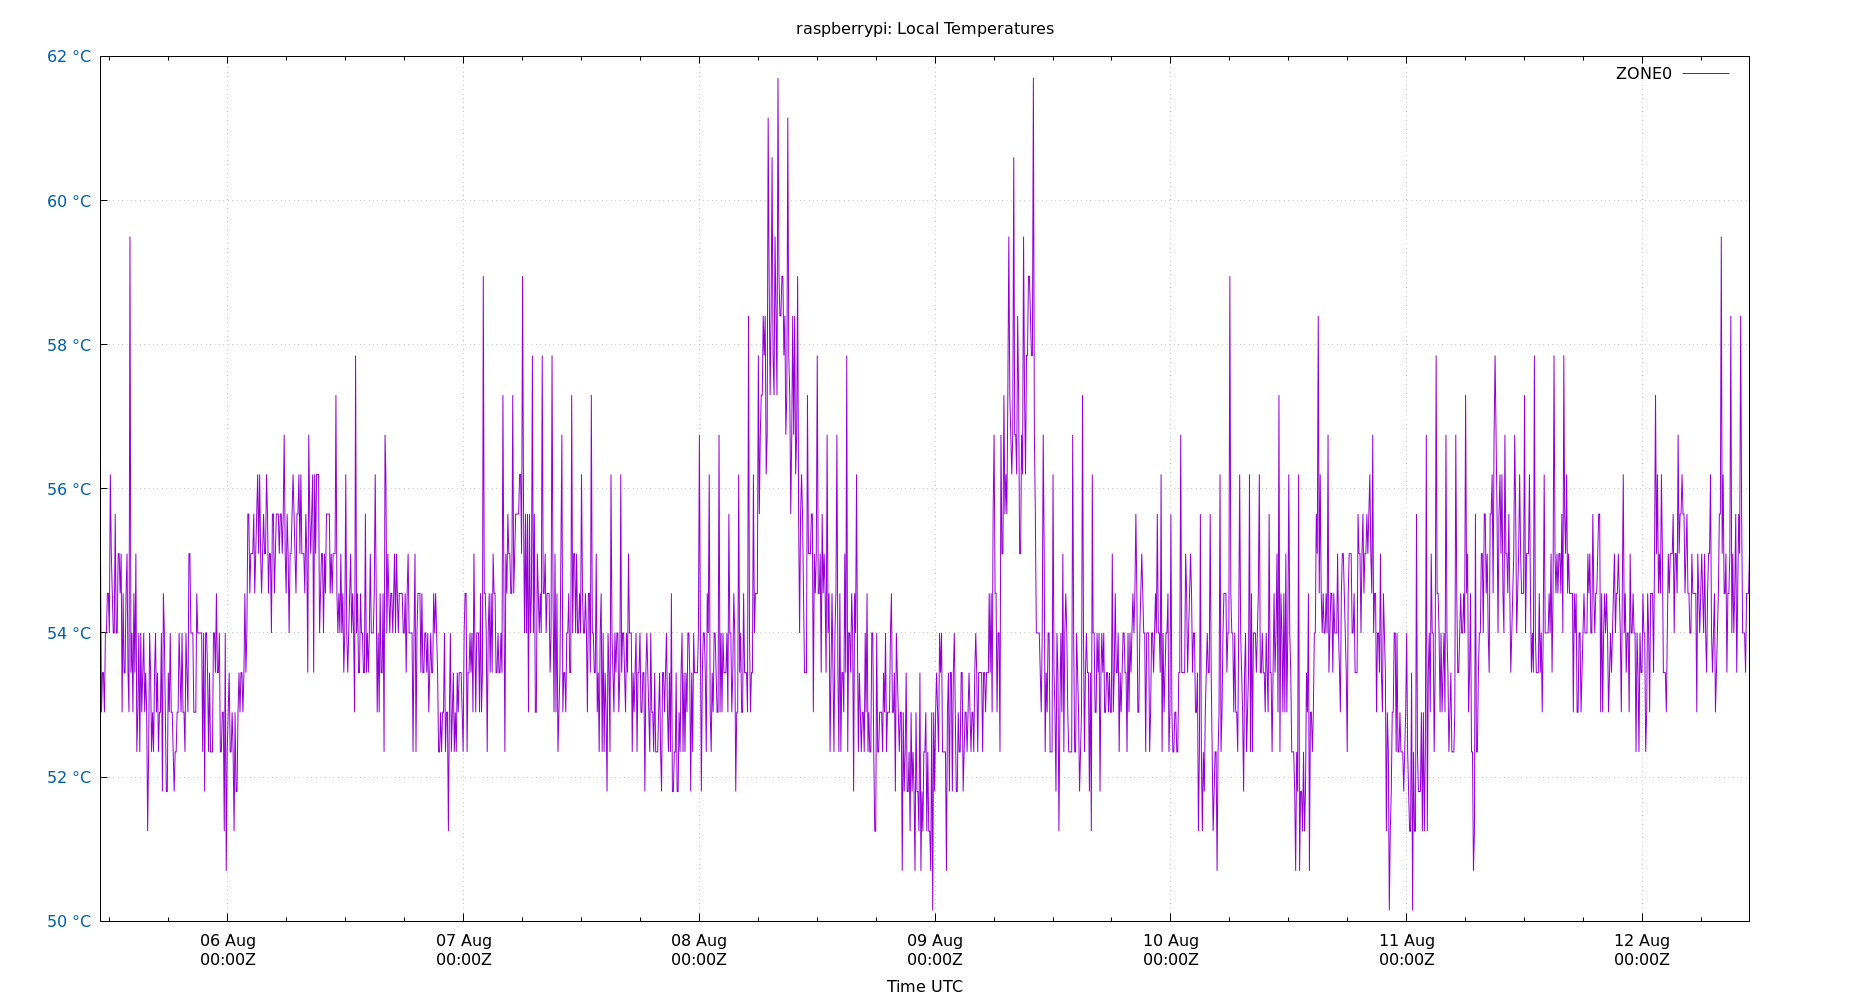 raspberrypi: Local Temperatures
62 °C
ZONE0
60 °C
58 °C
56 °C
54 °C
52 °C
50 °C
06 Aug 07 Aug 08 Aug 09 Aug 10 Aug 11 Aug 12 Aug
00:00Z 00:00Z 00:00Z 00:00Z 00:00Z 00:00Z 00:00Z
Time UTC